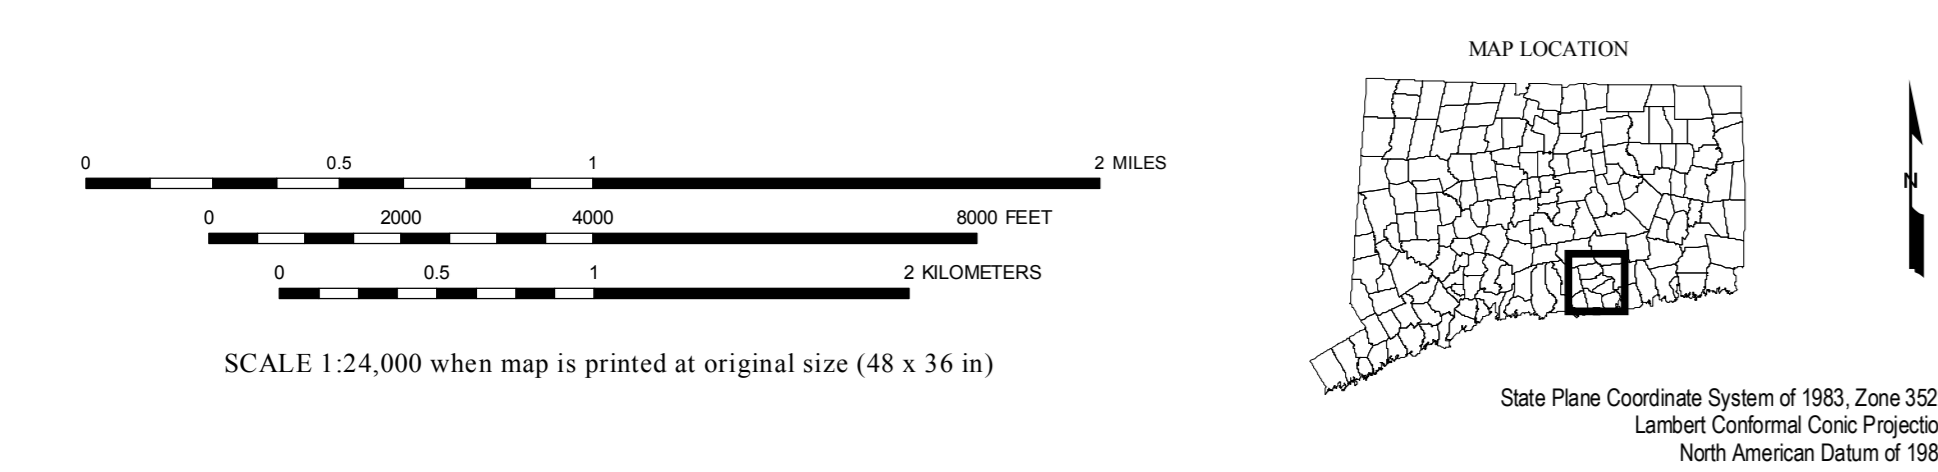 MAP LOCATION
0 0.5 1 2 MILES
0 2000 4000 8000 FEET
0 0.5 1 2 KILOMETERS
N
SCALE 1:24,000 when map is printed at original size (48 x 36 in)
State Plane Coordinate System of 1983, Zone 352
Lambert Conformal Conic Projectio
North American Datum of 198